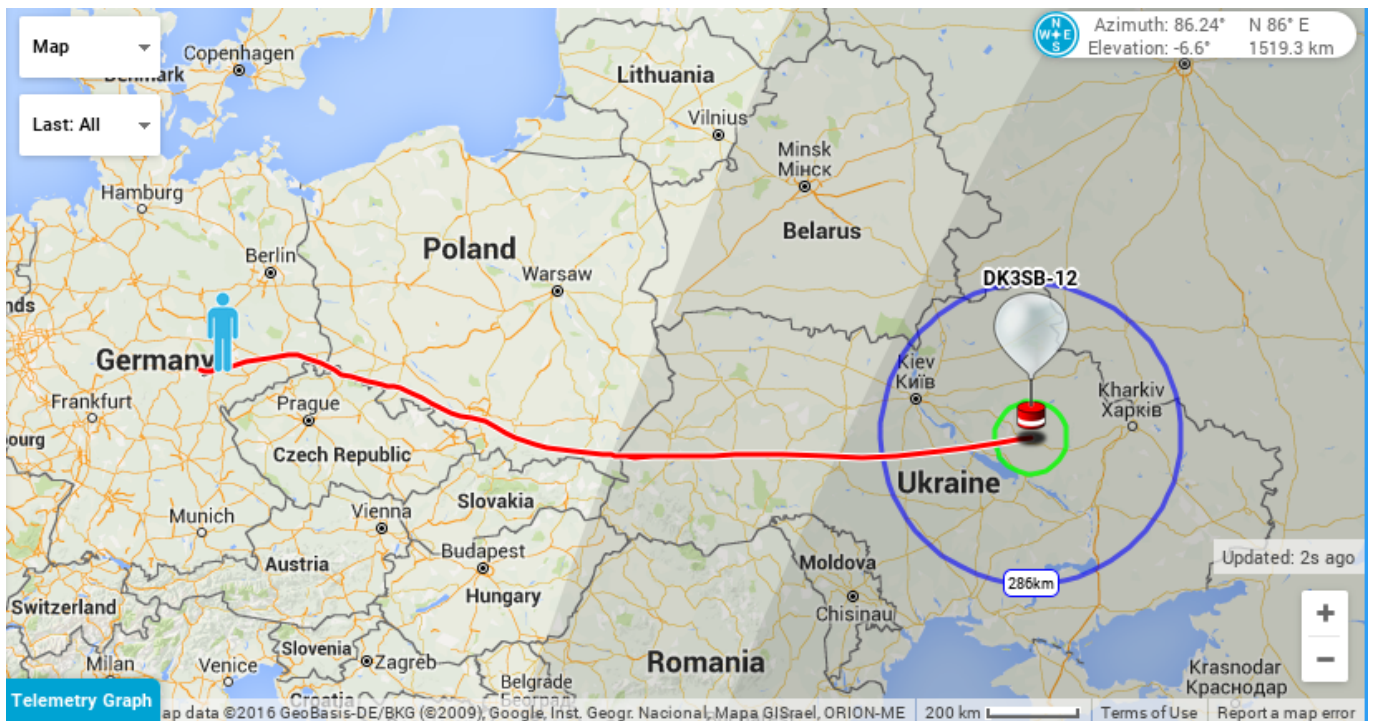 Map
Last: All
Azimuth: 86.24° N 86° E
Elevation: -6.6° 1519.3 km
N
W E
S
Copenhagen
Denmark
Lithuania
Vilnius
Minsk
Мінск
Hamburg
Belarus
Berlin
Poland
Warsaw
DK3SB-12
nds
Germany
Kiev
Київ
Kharkiv
Харків
Frankfurt
Prague
ourg
Czech Republic
Ukraine
Slovakia
Munich
Vienna
Budapest
Updated: 2s ago
Austria
Moldova
286km
Hungary
Switzerland
Chisinau
+
Slovenia
Zagreb
Romania
−
Milan
Venice
Krasnodar
Краснодар
Belgrade
Београд
Croatia
Telemetry Graph
ap data ©2016 GeoBasis-DE/BKG (©2009), Google, Inst. Geogr. Nacional, Mapa GISrael, ORION-ME 200 km Terms of Use Report a map error